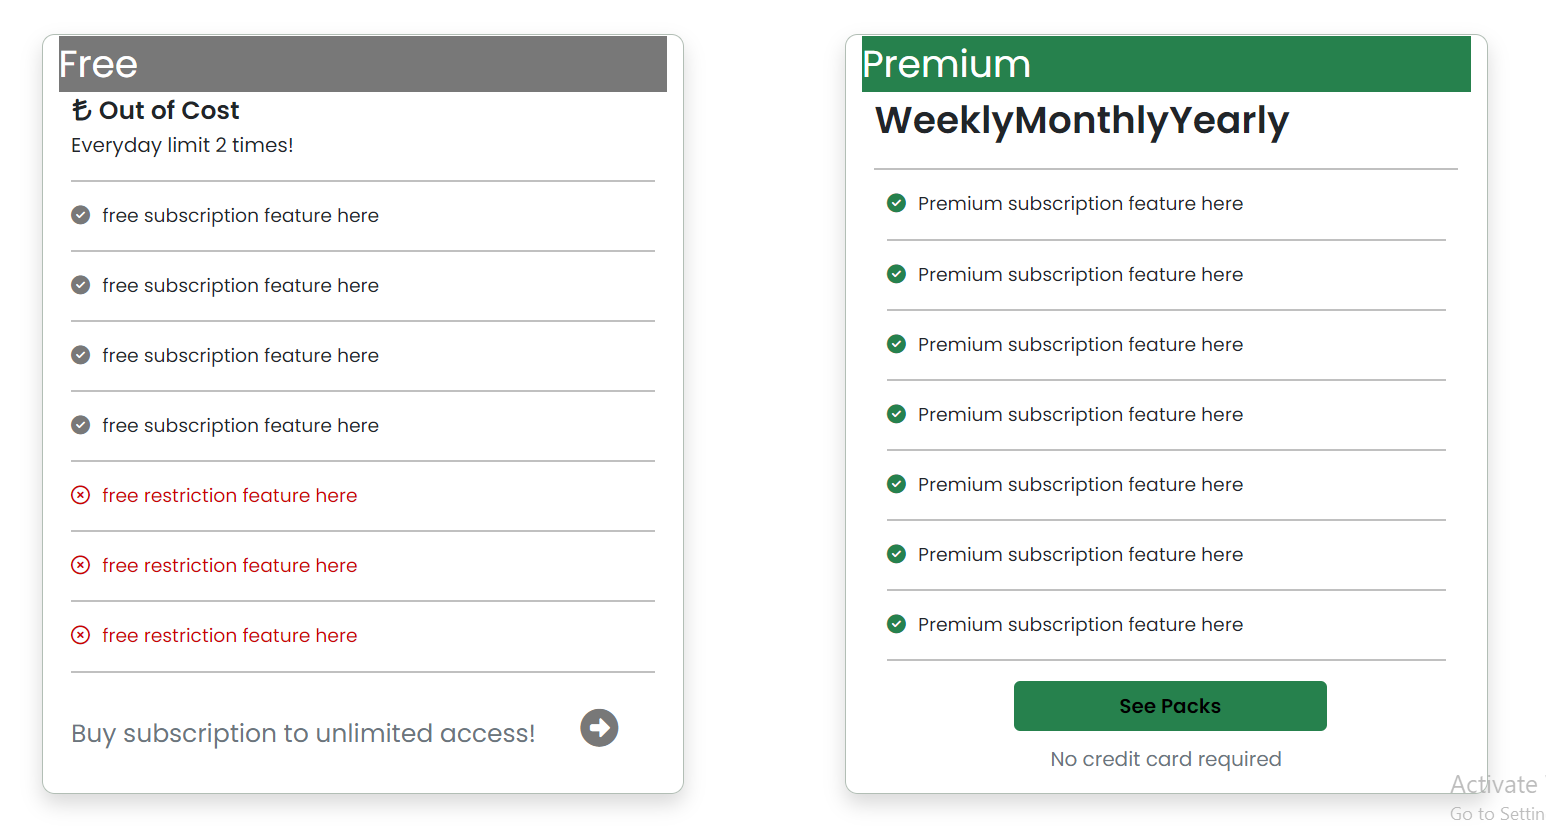 Free
₺ Out of Cost
Everyday limit 2 times!
free subscription feature here
free subscription feature here
free subscription feature here
free subscription feature here
free restriction feature here
free restriction feature here
free restriction feature here
Buy subscription to unlimited access!
Premium
WeeklyMonthlyYearly
Premium subscription feature here
Premium subscription feature here
Premium subscription feature here
Premium subscription feature here
Premium subscription feature here
Premium subscription feature here
Premium subscription feature here
See Packs
No credit card required
Activate
Go to Settin